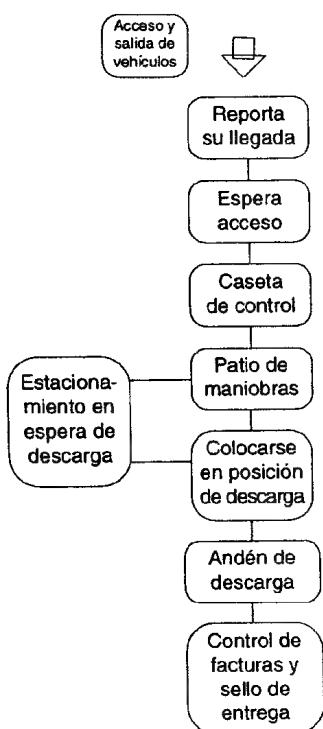 Acceso y
salida de
vehículos
Reporta
su llegada
Espera
acceso
Caseta
de control
Patio de
maniobras
Estaciona-
miento en
espera de
descarga
Colocarse
en posición
de descarga
Andén de
descarga
Control de
facturas y
sello de
entrega